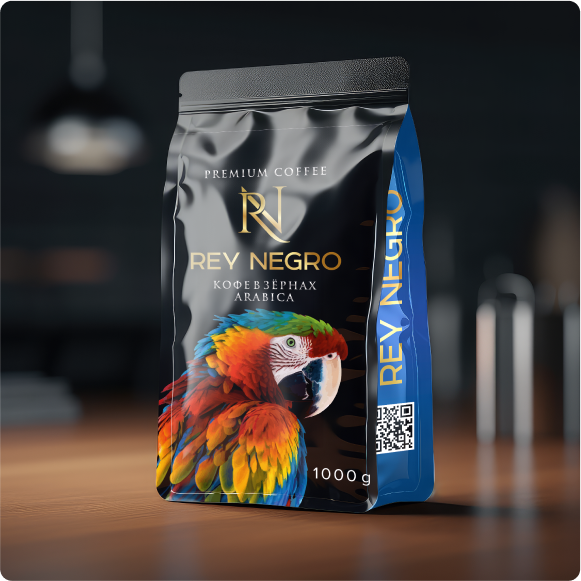 PREMIUM COFFEE
RN
REY NEGRO
КОФЕ В ЗЁРНАХ
ARABICA
1000 g
REY NEGRO